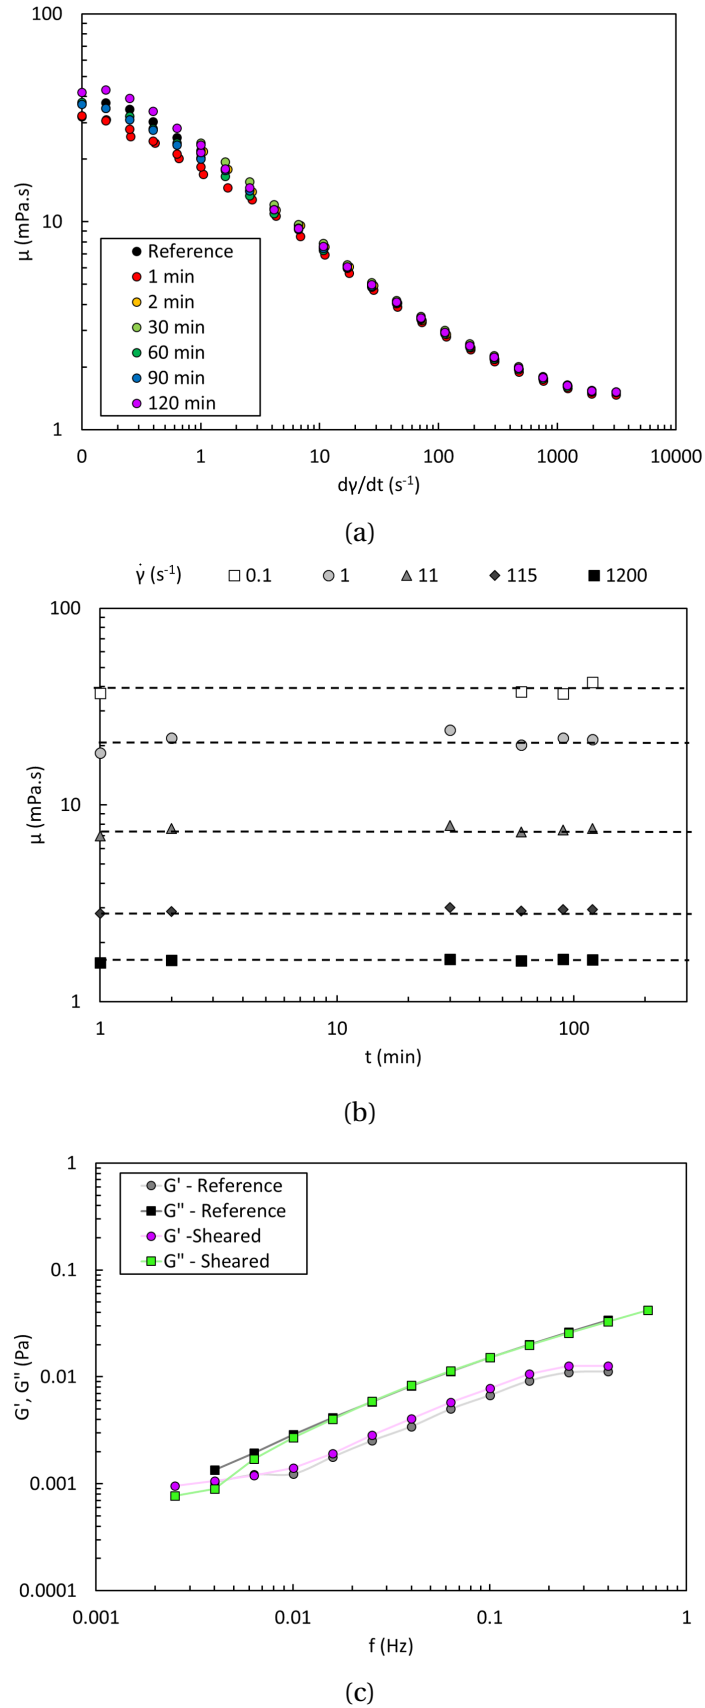 100
10
1
μ (mPa.s)
Reference
1 min
2 min
30 min
60 min
90 min
120 min
0 1 10 100 1000 10000
dγ/dt (s⁻¹)
(a)
γ̇ (s⁻¹) 0.1 1 11 115 1200
100
10
1
μ (mPa.s)
1 10 100
t (min)
(b)
1
0.1
0.01
0.001
0.0001
G', G" (Pa)
G' - Reference
G" - Reference
G' -Sheared
G" - Sheared
0.001 0.01 0.1 1
f (Hz)
(c)